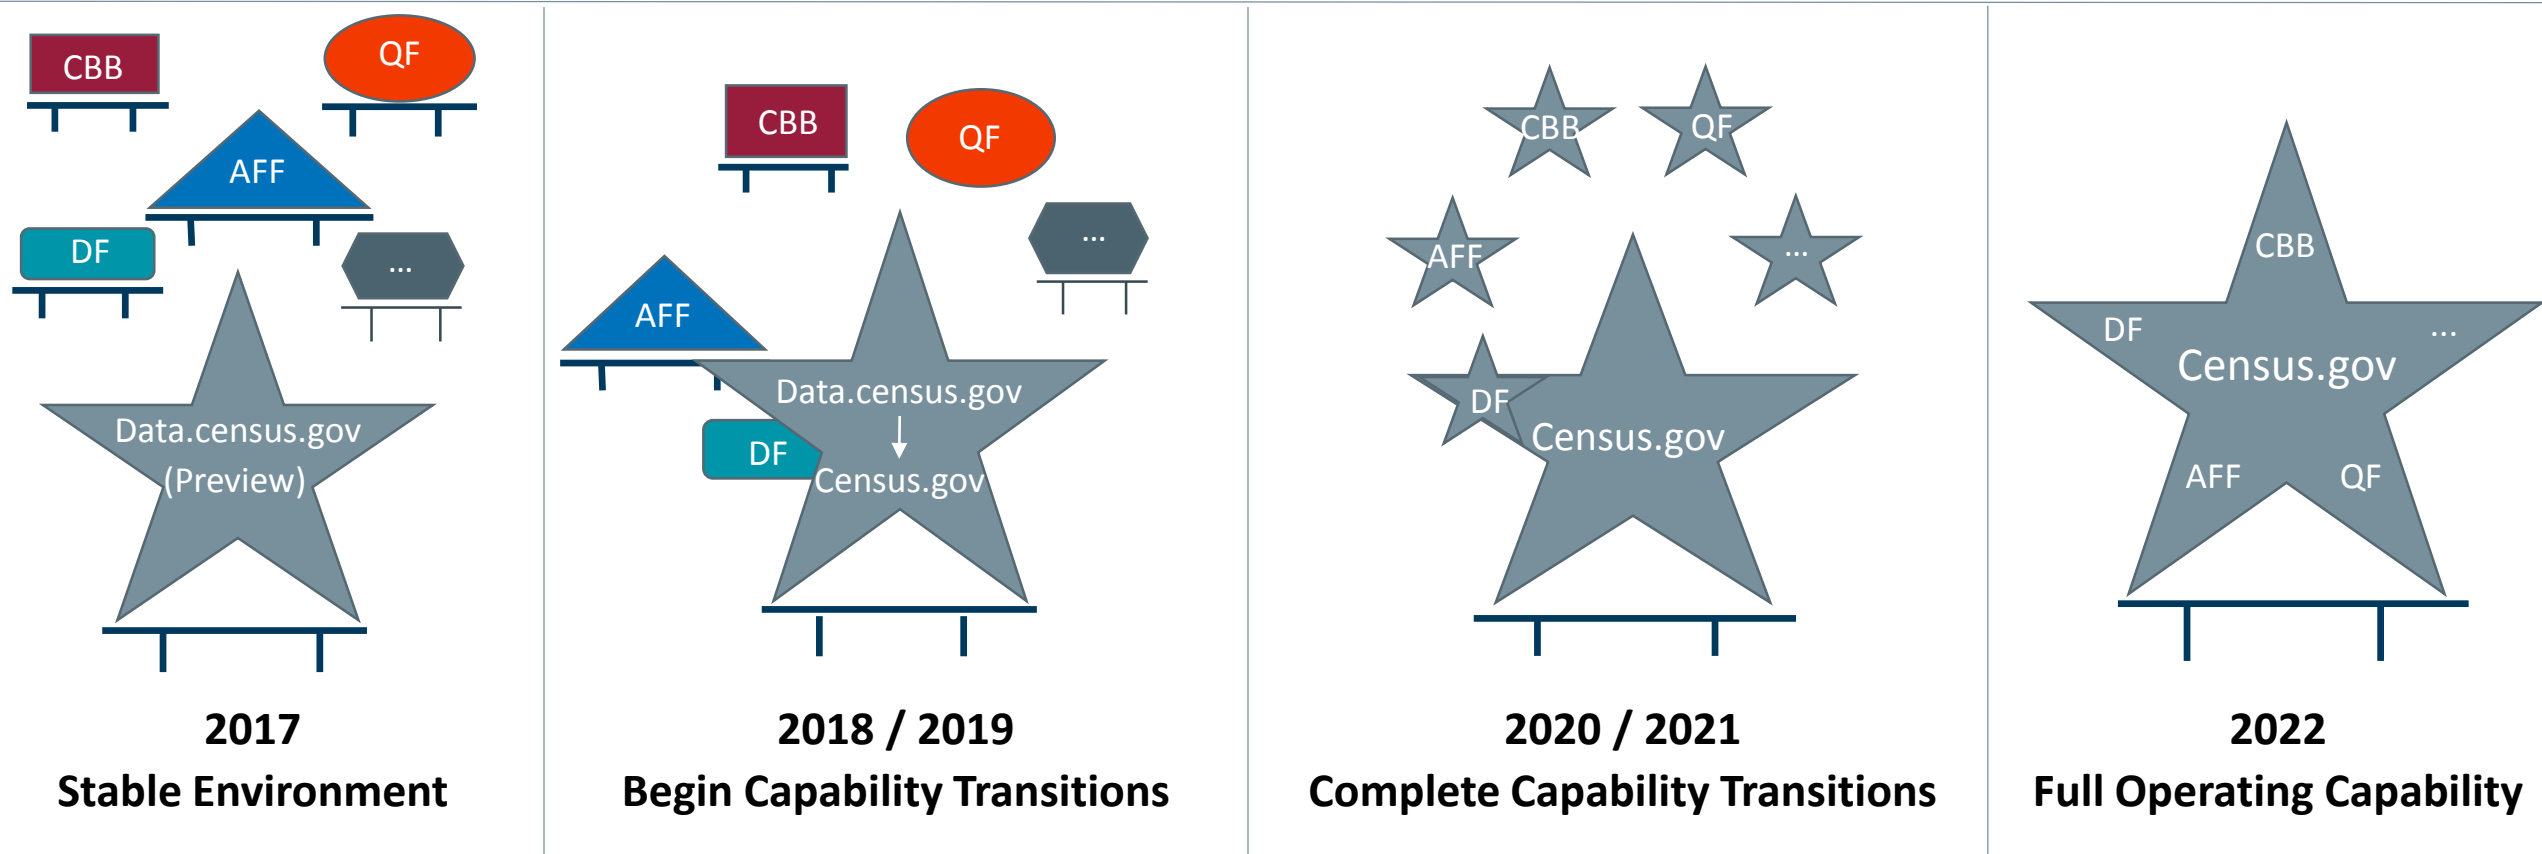 CBB
QF
AFF
DF
...
Data.census.gov
(Preview)
2017
Stable Environment
CBB
QF
...
AFF
Data.census.gov
DF
Census.gov
2018 / 2019
Begin Capability Transitions
CBB
QF
AFF
...
DF
Census.gov
2020 / 2021
Complete Capability Transitions
CBB
DF
...
Census.gov
AFF
QF
2022
Full Operating Capability